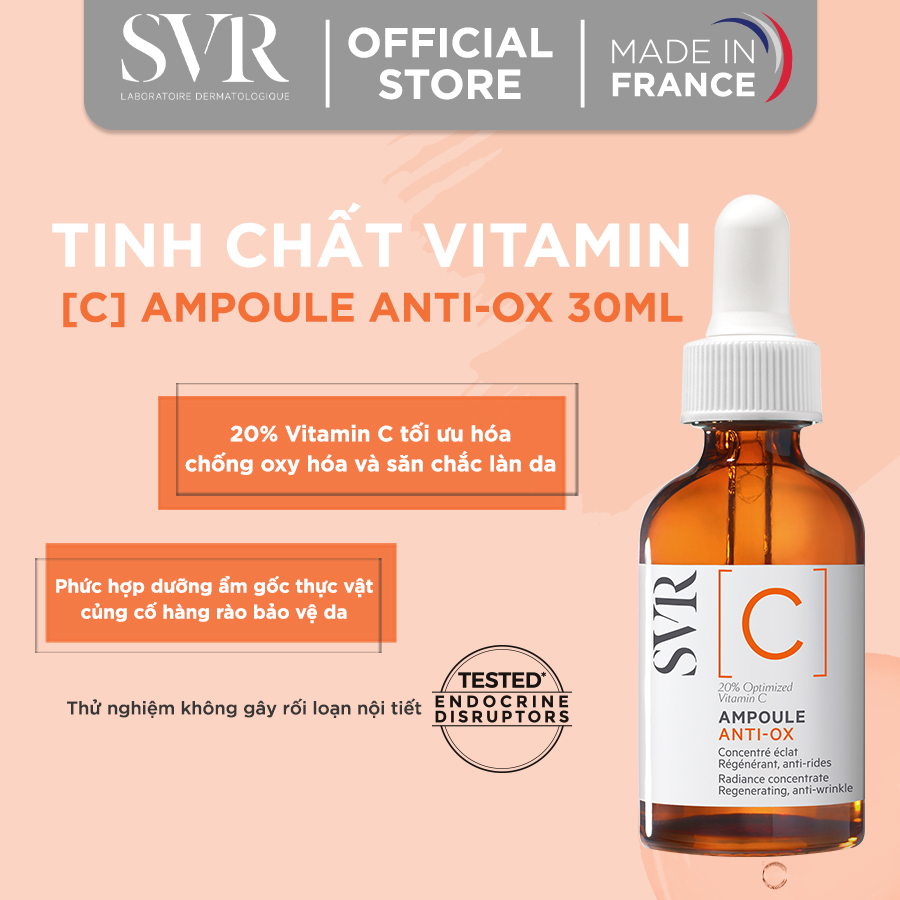 SVR
LABORATOIRE DERMATOLOGIQUE
OFFICIAL
STORE
MADE IN
FRANCE
TINH CHẤT VITAMIN
[C] AMPOULE ANTI-OX 30ML
20% Vitamin C tối ưu hóa
chống oxy hóa và săn chắc làn da
Phức hợp dưỡng ẩm gốc thực vật
củng cố hàng rào bảo vệ da
Thử nghiệm không gây rối loạn nội tiết
TESTED*
ENDOCRINE
DISRUPTORS
SVR
[C]
20% Optimized
Vitamin C
AMPOULE
ANTI-OX
Concentré éclat
Régénérant, anti-rides
Radiance concentrate
Regenerating, anti-wrinkle